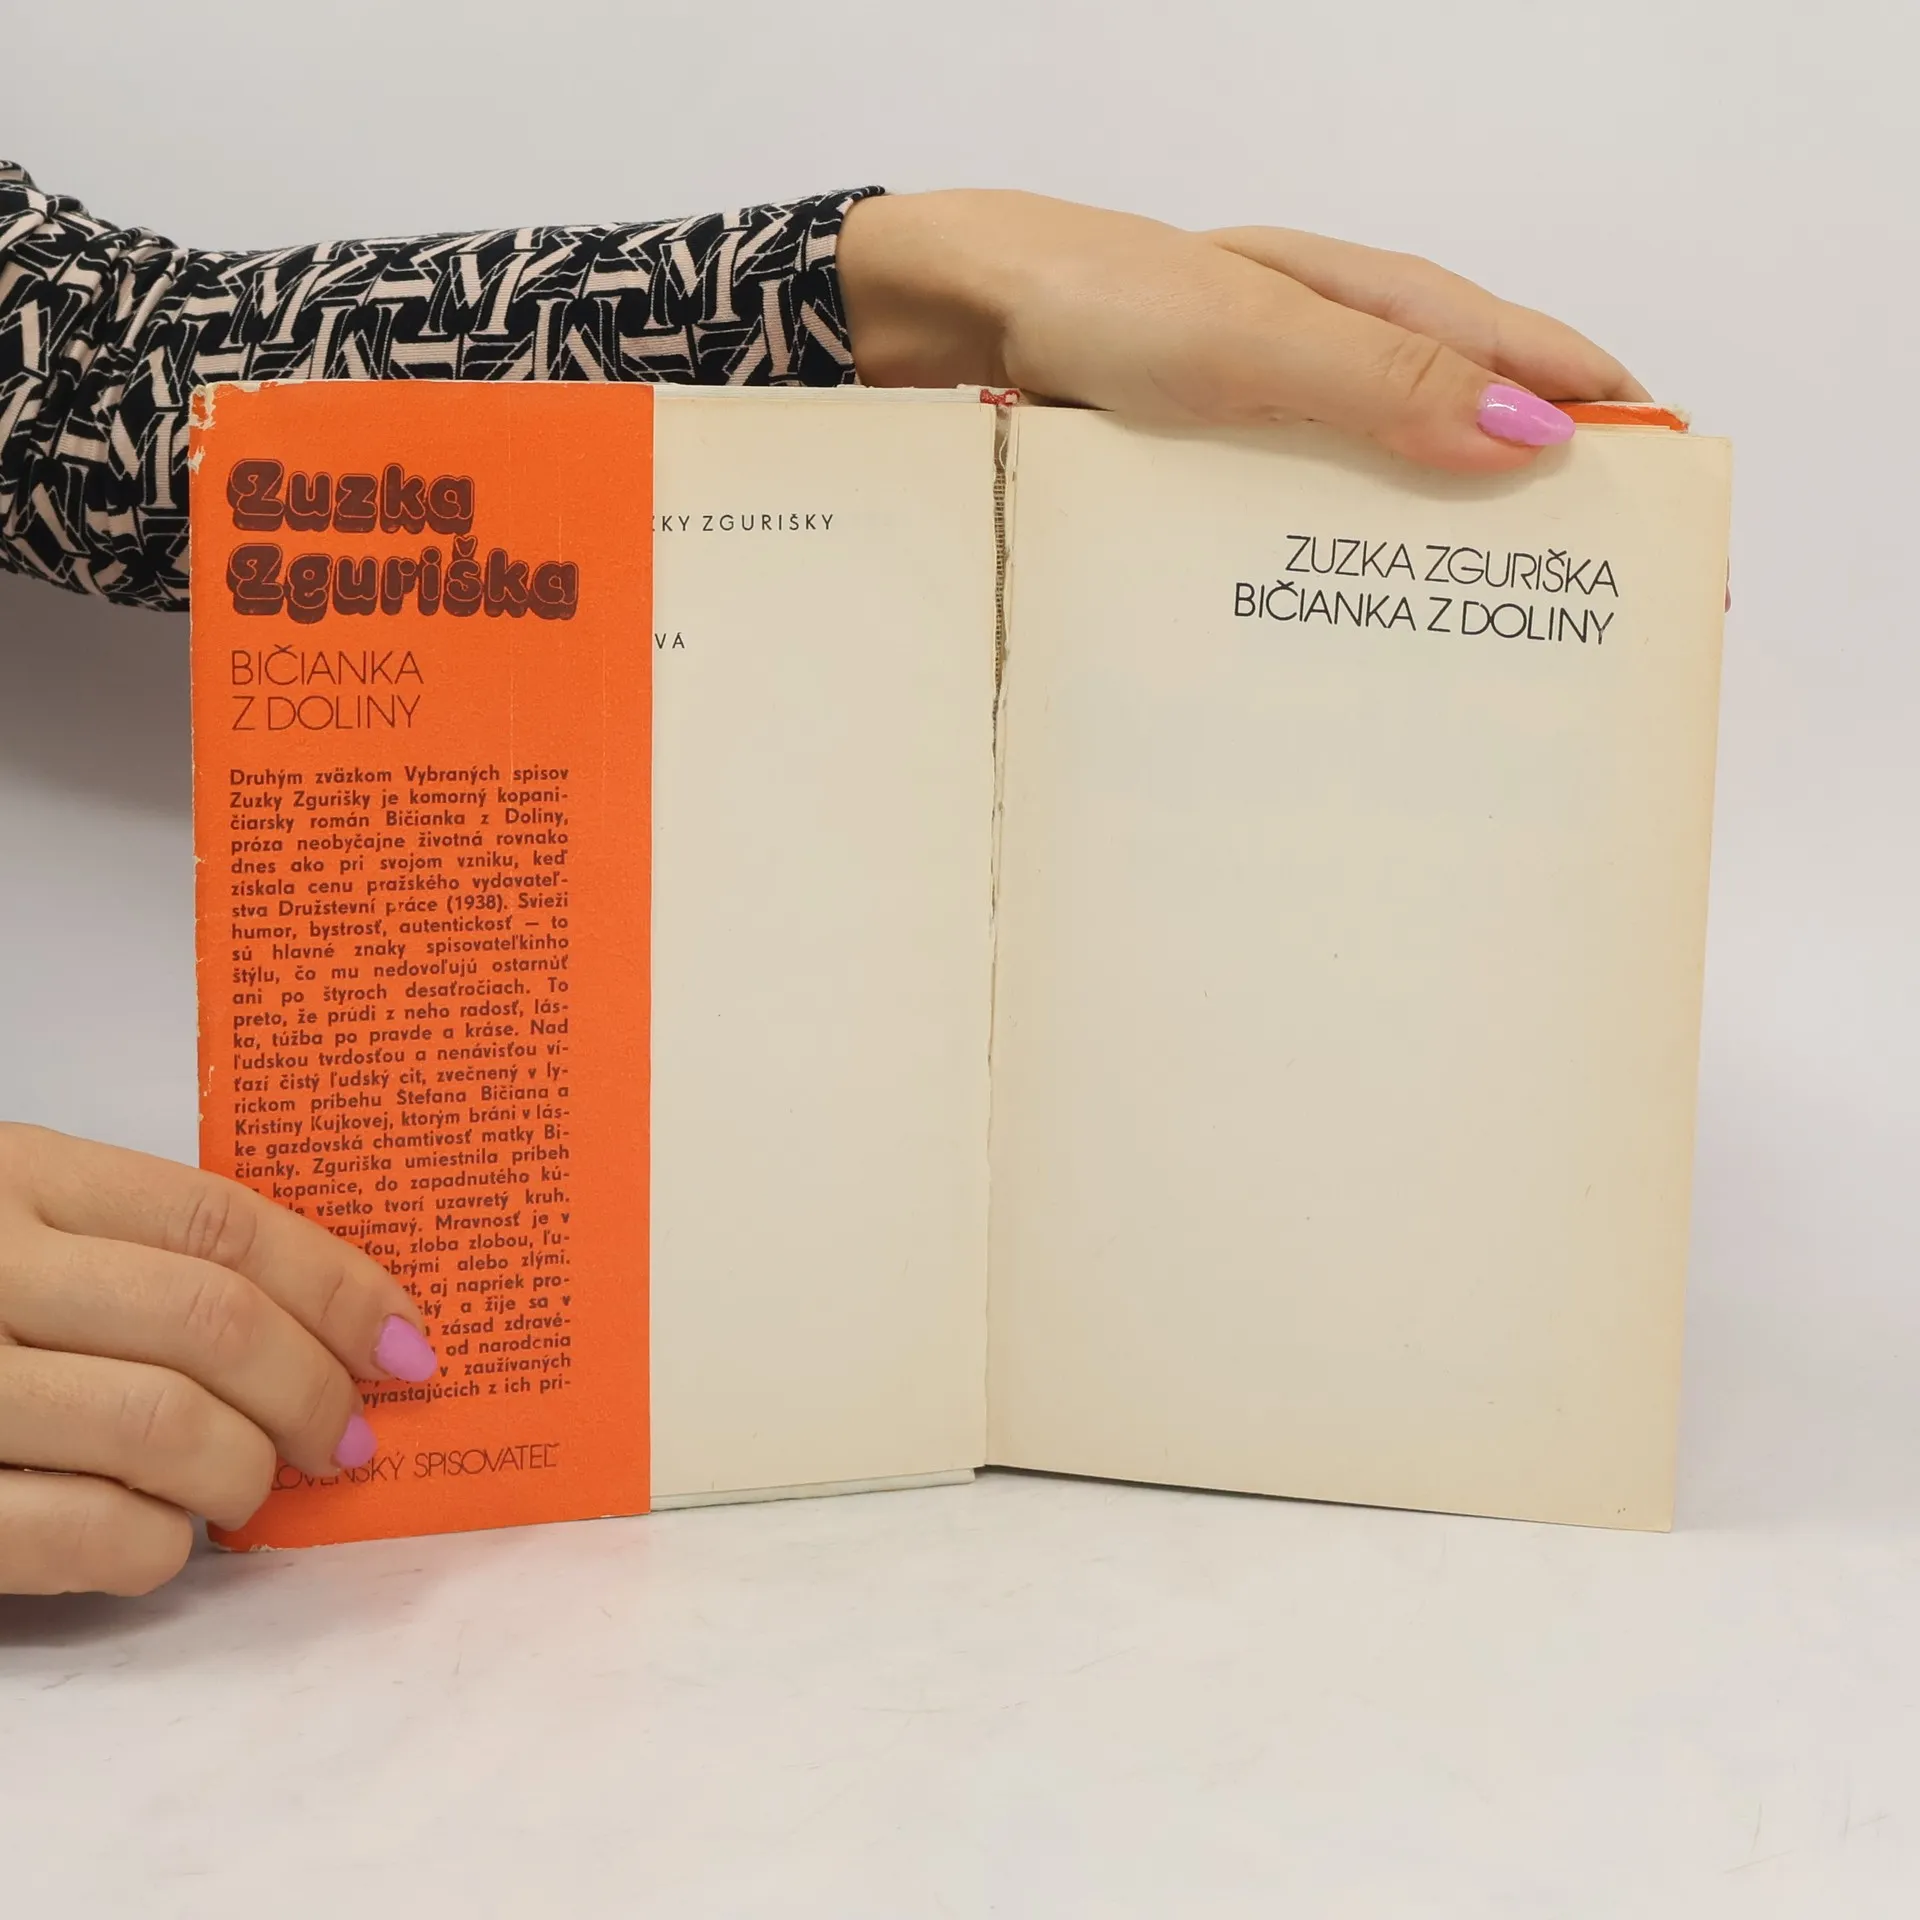 Zuzka
Zguriška
BIČIANKA
Z DOLINY
Druhým zväzkom Vybraných spisov
Zuzky Zgurišky je komorný kopani-
čiarsky román Bičianka z Doliny,
próza neobyčajne životná rovnako
dnes ako pri svojom vzniku, keď
získala cenu pražského vydavateľ-
stva Družstevní práce (1938). Svieži
humor, bystrosť, autentickosť — to
sú hlavné znaky spisovateľkinho
štýlu, čo mu nedovoľujú ostarnúť
ani po štyroch desaťročiach. To
preto, že prúdi z neho radosť, lás-
ka, túžba po pravde a kráse. Nad
ľudskou tvrdosťou a nenávisťou ví-
ťazí čistý ľudský cit, zvečnený v ly-
rickom príbehu Štefana Bičiana a
Kristíny Kujkovej, ktorým bráni v lás-
ke gazdovská chamtivosť matky Bi-
čianky. Zguriška umiestnila príbeh
kopanice, do zapadnutého kú-
všetko tvorí uzavretý kruh.
zaujímavý. Mravnosť je v
zloba zlobou, ľu-
alebo zlými.
aj napriek pro-
a žije sa v
zásad zdravé-
od narodenia
v zaužívaných
vyrastajúcich z ich pri-
SLOVENSKÝ SPISOVATEĽ
KY ZGURIŠKY
VÁ
ZUZKA ZGURIŠKA
BIČIANKA Z DOLINY